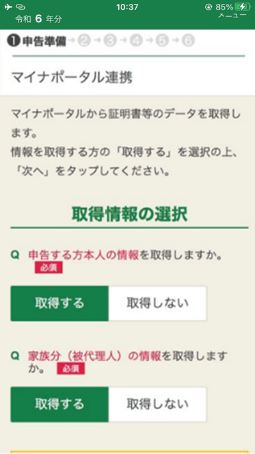 10:37
85%
メニュー
令和 6 年分
1 申告準備 2 3 4 5 6
マイナポータル連携
マイナポータルから証明書等のデータを取得し
ます。
情報を取得する方の「取得する」を選択の上、
「次へ」をタップしてください。
取得情報の選択
Q 申告する方本人の情報を取得しますか。
必須
取得する 取得しない
Q 家族分（被代理人）の情報を取得します
か。 必須
取得する 取得しない